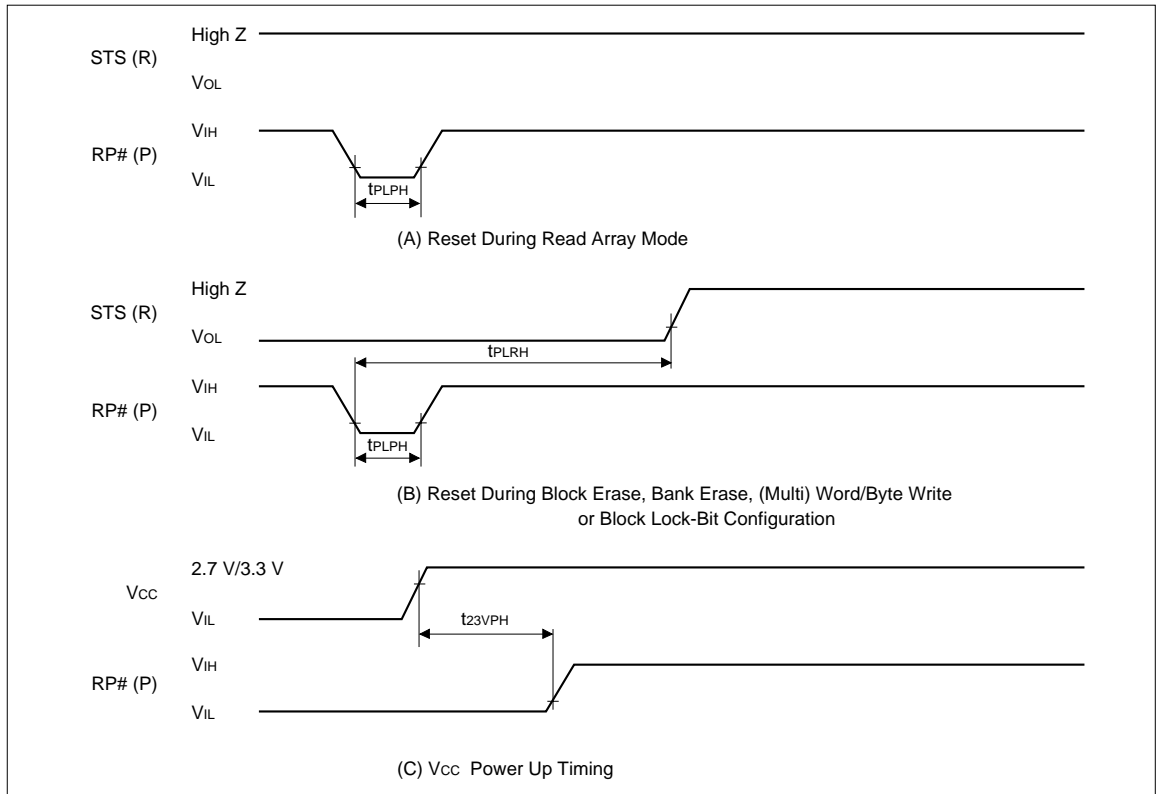 High Z
STS (R)
VOL
VIH
RP# (P)
VIL
tPLPH
(A) Reset During Read Array Mode
High Z
STS (R)
VOL
tPLRH
VIH
RP# (P)
VIL
tPLPH
(B) Reset During Block Erase, Bank Erase, (Multi) Word/Byte Write
or Block Lock-Bit Configuration
2.7 V/3.3 V
VCC
VIL
t23VPH
VIH
RP# (P)
VIL
(C) VCC Power Up Timing